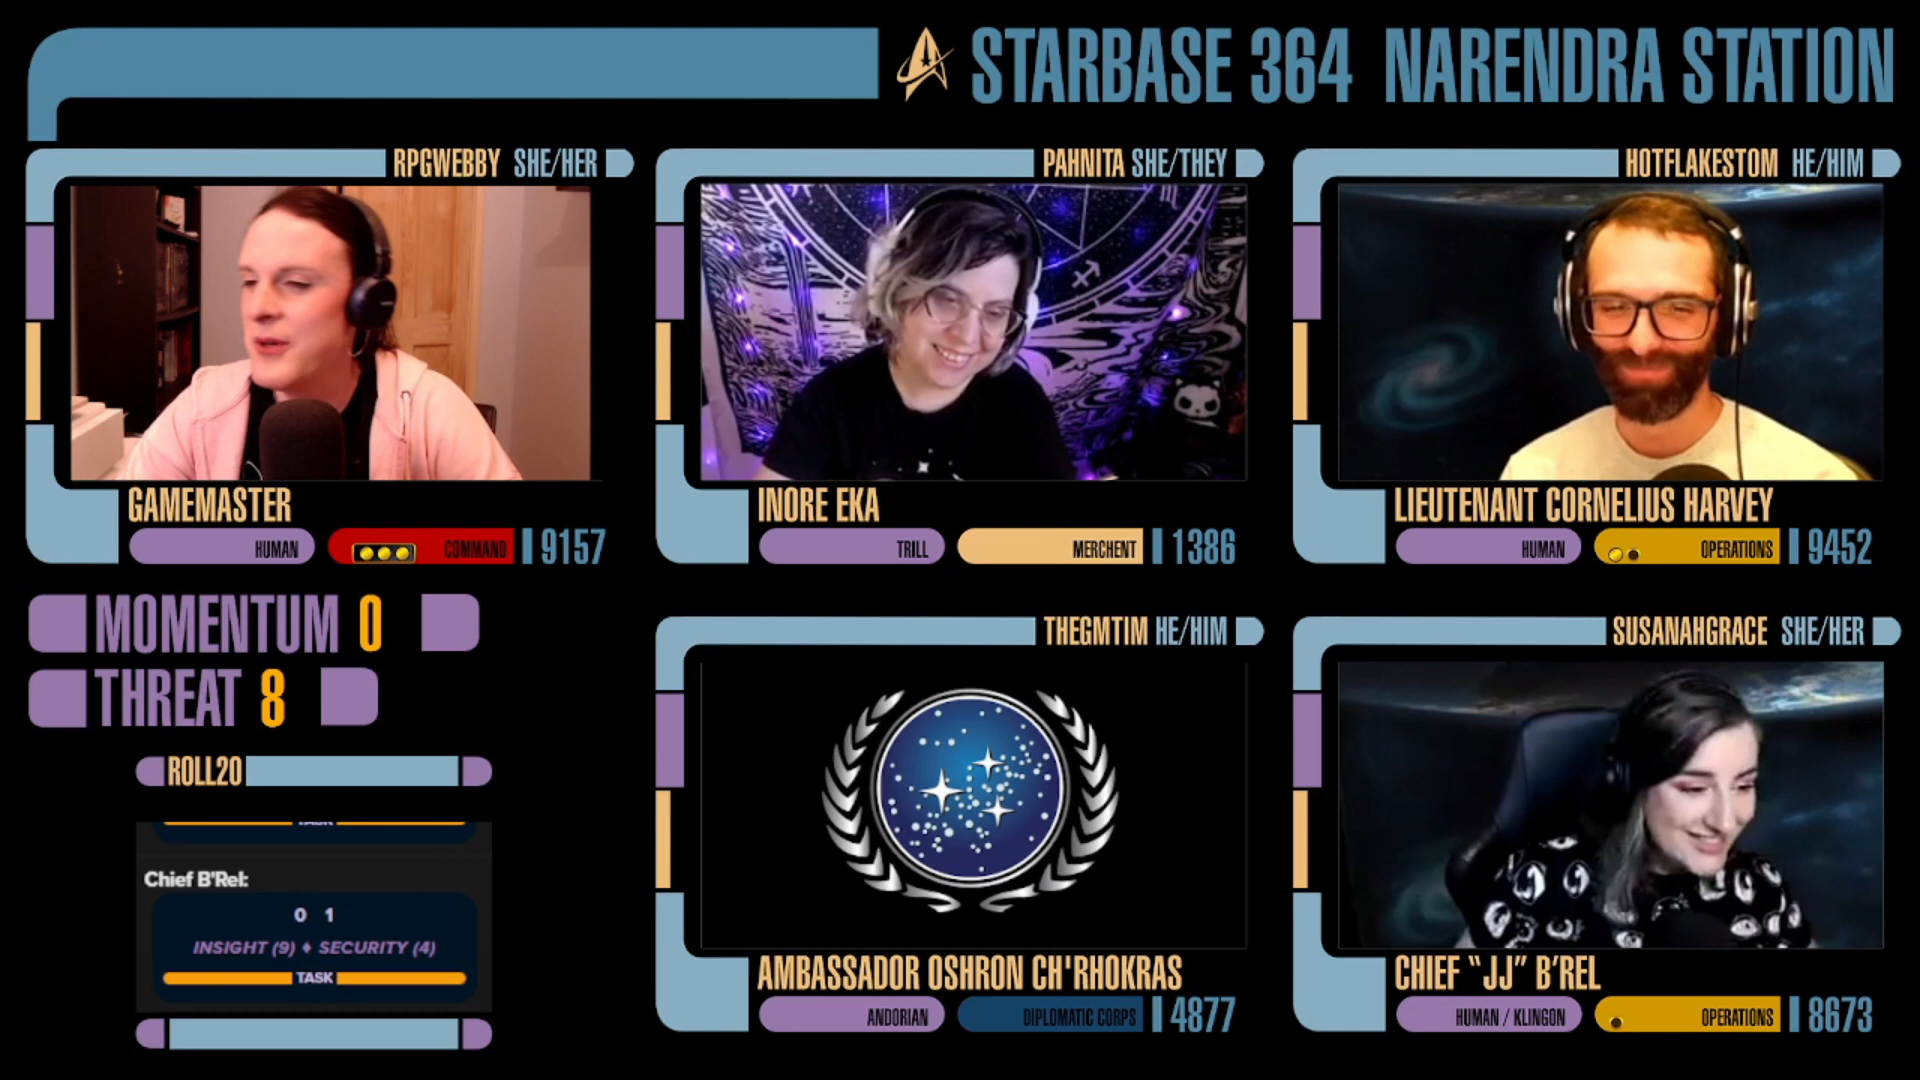 STARBASE 364 NARENDRA STATION
RPGWEBBY SHE/HER
GAMEMASTER
HUMAN
COMMAND
9157
PAHNITA SHE/THEY
INORE EKA
TRILL
MERCHENT
1386
HOTFLAKESTOM HE/HIM
LIEUTENANT CORNELIUS HARVEY
HUMAN
OPERATIONS
9452
MOMENTUM 0
THREAT 8
ROLL20
TASK
Chief B'Rel:
0 1
INSIGHT (9) ♦ SECURITY (4)
TASK
THEGMTIM HE/HIM
AMBASSADOR OSHRON CH'RHOKRAS
ANDORIAN
DIPLOMATIC CORPS
4877
SUSANAHGRACE SHE/HER
CHIEF “JJ” B'REL
HUMAN / KLINGON
OPERATIONS
8673